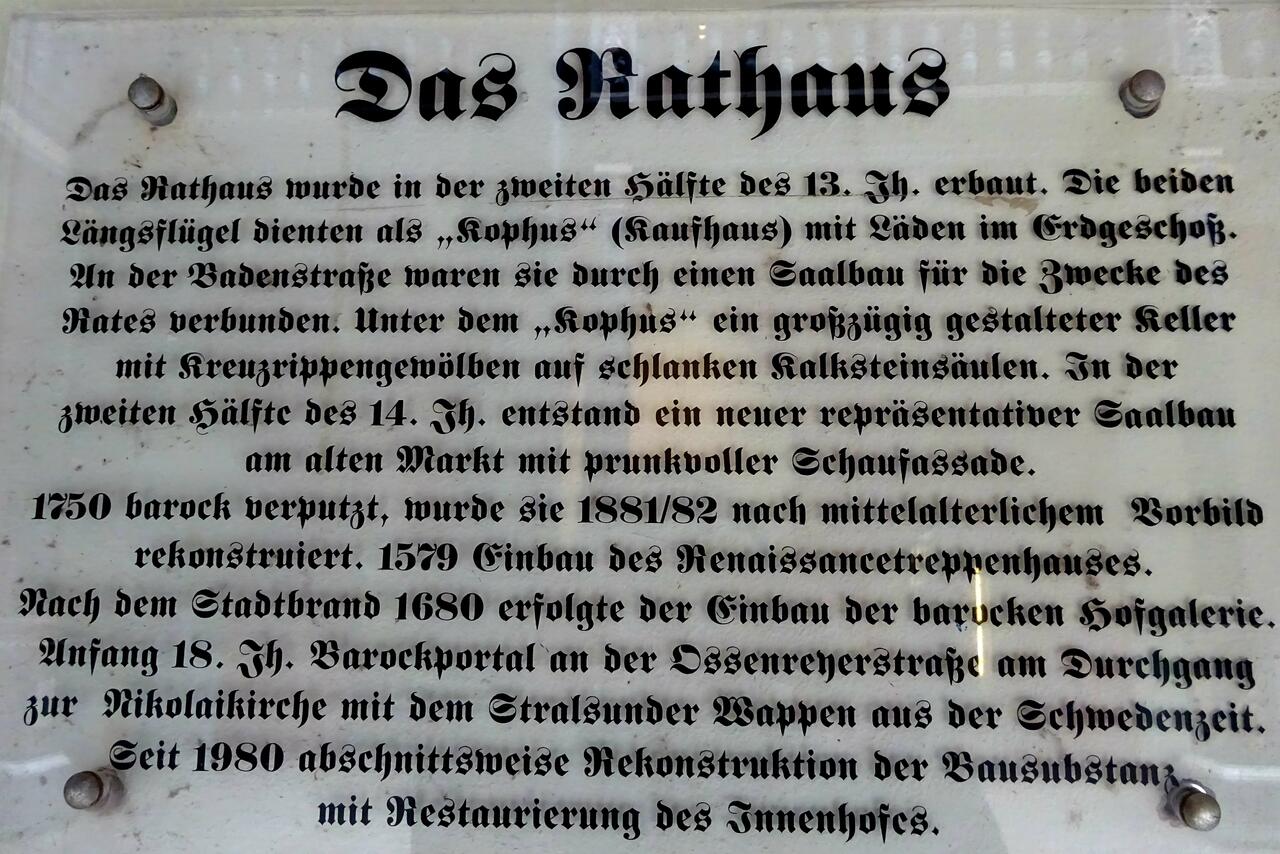 Das Rathaus
Das Rathaus wurde in der zweiten Hälfte des 13. Jh. erbaut. Die beiden
Längsflügel dienten als „Kophus“ (Kaufhaus) mit Läden im Erdgeschoß.
An der Badenstraße waren sie durch einen Saalbau für die Zwecke des
Rates verbunden. Unter dem „Kophus“ ein großzügig gestalteter Keller
mit Kreuzrippengewölben auf schlanken Kalksteinsäulen. In der
zweiten Hälfte des 14. Jh. entstand ein neuer repräsentativer Saalbau
am alten Markt mit prunkvoller Schaufassade.
1750 barock verputzt, wurde sie 1881/82 nach mittelalterlichem Vorbild
rekonstruiert. 1579 Einbau des Renaissancetreppenhauses.
Nach dem Stadtbrand 1680 erfolgte der Einbau der barocken Hofgalerie.
Anfang 18. Jh. Barockportal an der Ossenreyerstraße am Durchgang
zur Nikolaikirche mit dem Stralsunder Wappen aus der Schwedenzeit.
Seit 1980 abschnittsweise Rekonstruktion der Bausubstanz
mit Restaurierung des Innenhofes.